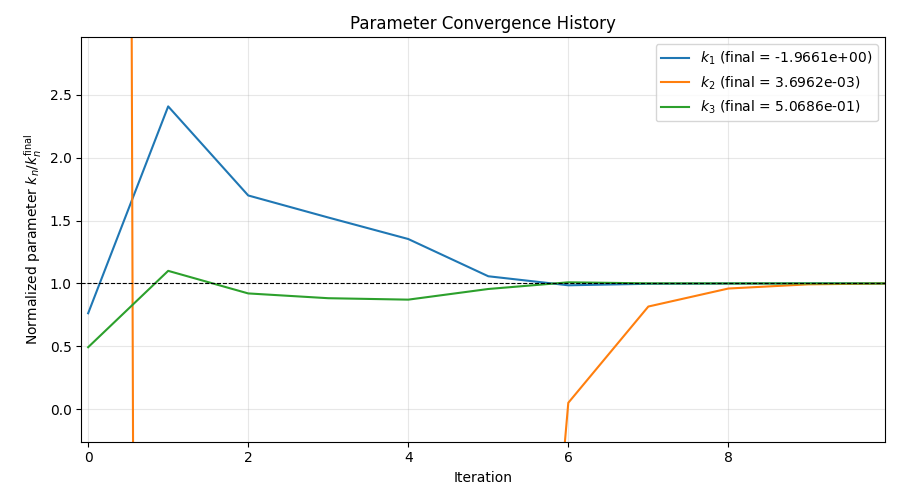 Parameter Convergence History
Normalized parameter kₙ/kₙᶠⁱⁿᵃˡ
2.5
2.0
1.5
1.0
0.5
0.0
k₁ (final = -1.9661e+00)
k₂ (final = 3.6962e-03)
k₃ (final = 5.0686e-01)
0 2 4 6 8
Iteration